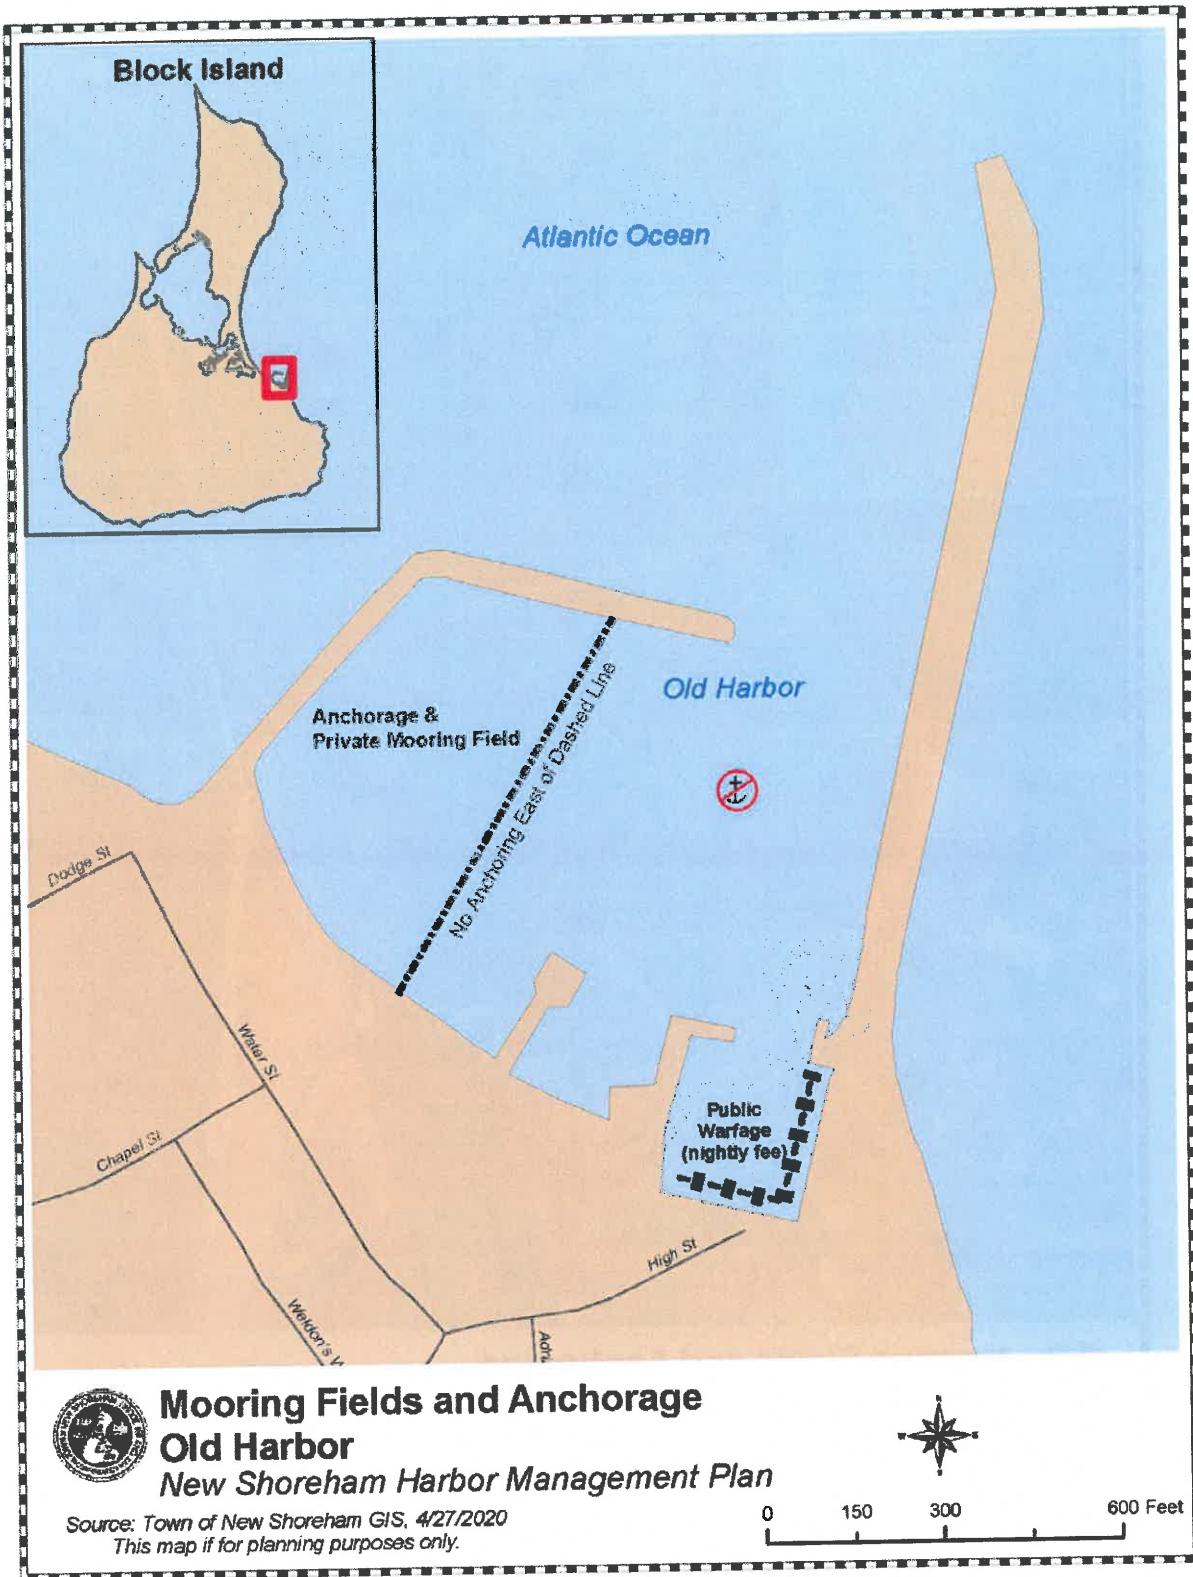 Block Island
Atlantic Ocean
Old Harbor
Anchorage &
Private Mooring Field
No Anchoring East of Dashed Line
Dodge St
Water St
Chapel St
Public
Warfage
(nightly fee)
High St
Weldon's W
Adri
Mooring Fields and Anchorage
Old Harbor
New Shoreham Harbor Management Plan
Source: Town of New Shoreham GIS, 4/27/2020
This map if for planning purposes only.
0 150 300 600 Feet